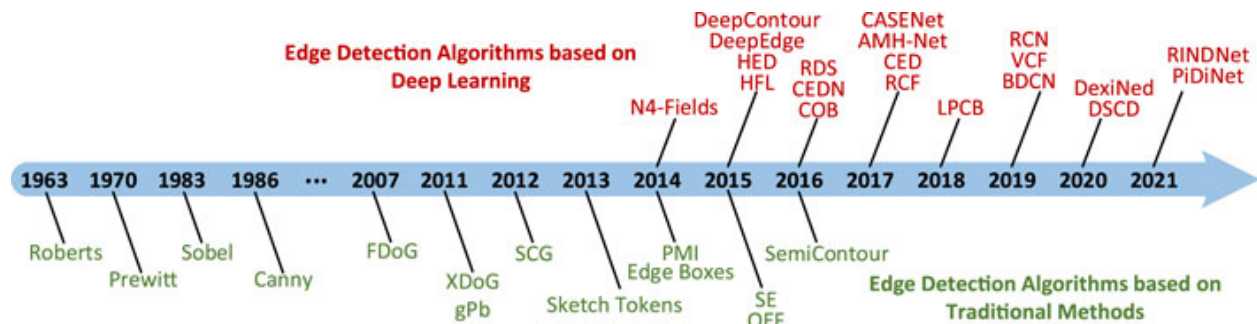 DeepContour
DeepEdge
HED
HFL
CASENet
AMH-Net
CED
RCF
RCN
VCF
BDCN
RINDNet
PiDiNet
Edge Detection Algorithms based on
Deep Learning
RDS
CEDN
COB
DexiNed
DSCD
N4-Fields
LPCB
1963 1970 1983 1986 ... 2007 2011 2012 2013 2014 2015 2016 2017 2018 2019 2020 2021
Roberts
Prewitt
Sobel
Canny
FDoG
XDoG
gPb
SCG
Sketch Tokens
PMI
Edge Boxes
SE
SemiContour
Edge Detection Algorithms based on
Traditional Methods